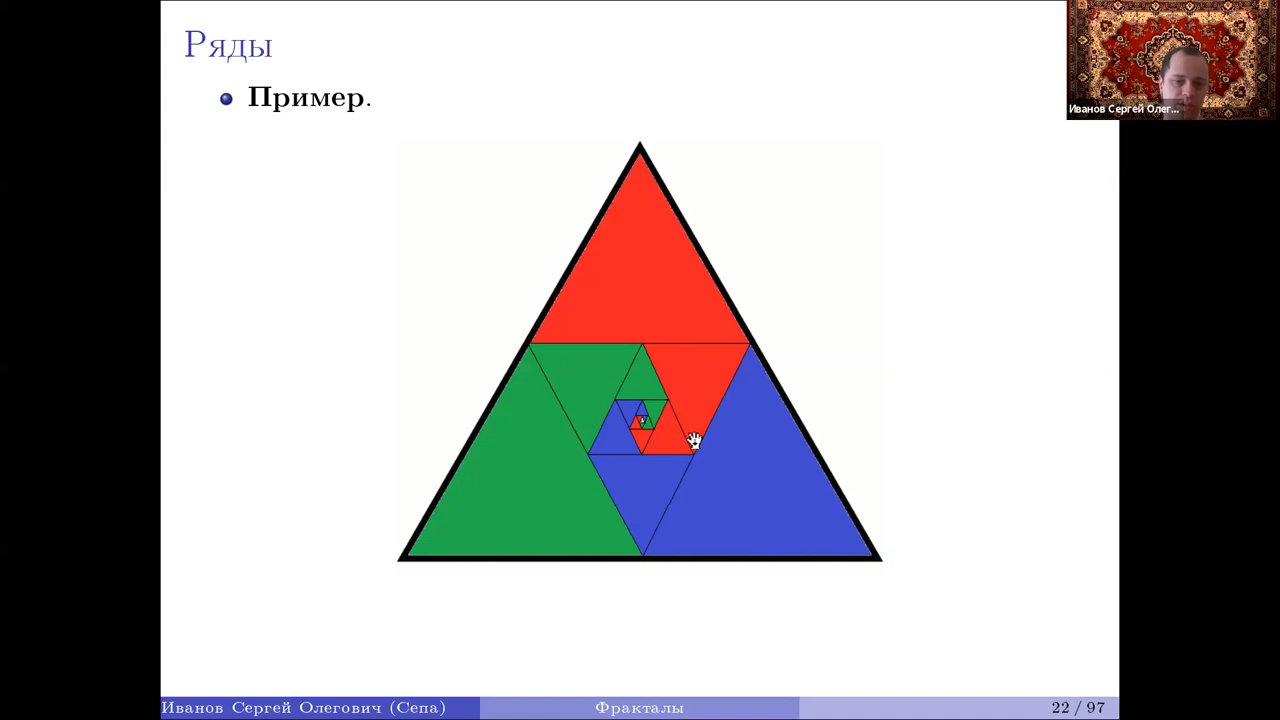 Ряды
Пример.
Иванов Сергей Олег...
Иванов Сергей Олегович (Сепа)
Фракталы
22 / 97